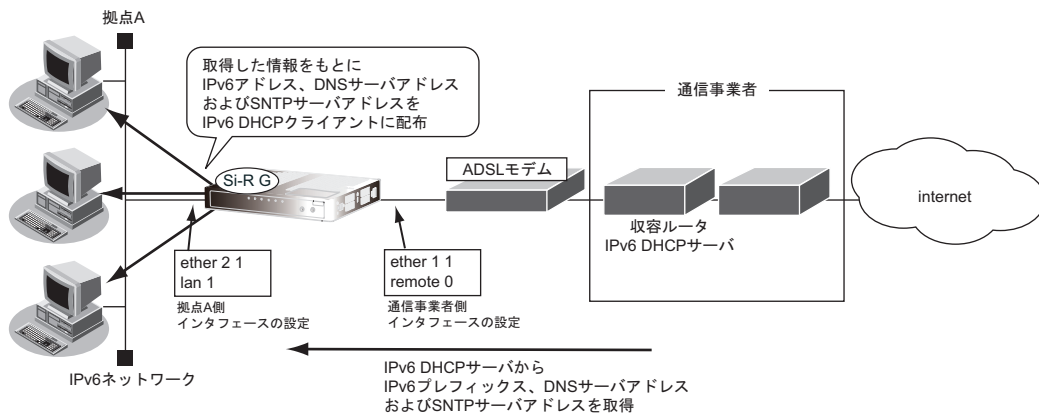 拠点A
取得した情報をもとに
IPv6アドレス、DNSサーバアドレス
およびSNTPサーバアドレスを
IPv6 DHCPクライアントに配布
通信事業者
ADSLモデム
Si-R G
internet
収容ルータ
IPv6 DHCPサーバ
ether 2 1
lan 1
ether 1 1
remote 0
拠点A側
インタフェースの設定
通信事業者側
インタフェースの設定
IPv6ネットワーク
IPv6 DHCPサーバから
IPv6プレフィックス、DNSサーバアドレス
およびSNTPサーバアドレスを取得